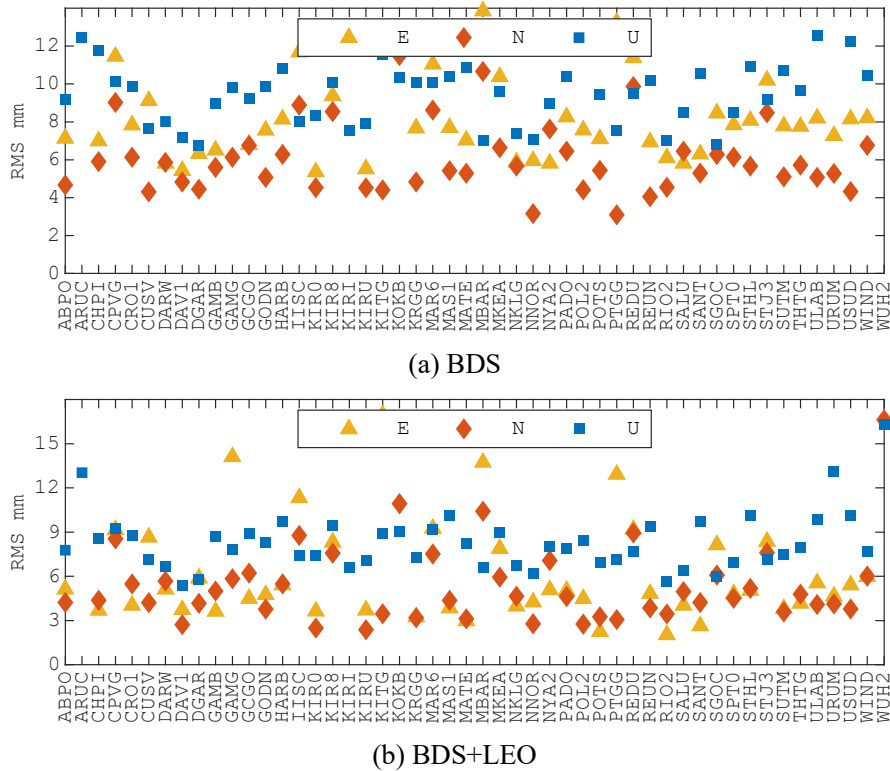 12
10
8
6
4
2
0
RMS mm
E N U
ABPO ARUC CHPI CPVG CRO1 CUSV DARW DAV1 DGAR GAMB GAMG GCGO GODN HARB IISC KIR0 KIR8 KIRI KIRU KITG KOKB KRGG MAR6 MAS1 MATE MBAR MKEA NKLG NNOR NYA2 PADO POL2 POTS PTGG REDU REUN RIO2 SALU SANT SGOC SPT0 STHL STJ3 SUTM THTG ULAB URUM USUD WIND WUH2
(a) BDS
15
12
9
6
3
0
RMS mm
E N U
ABPO ARUC CHPI CPVG CRO1 CUSV DARW DAV1 DGAR GAMB GAMG GCGO GODN HARB IISC KIR0 KIR8 KIRI KIRU KITG KOKB KRGG MAR6 MAS1 MATE MBAR MKEA NKLG NNOR NYA2 PADO POL2 POTS PTGG REDU REUN RIO2 SALU SANT SGOC SPT0 STHL STJ3 SUTM THTG ULAB URUM USUD WIND WUH2
(b) BDS+LEO